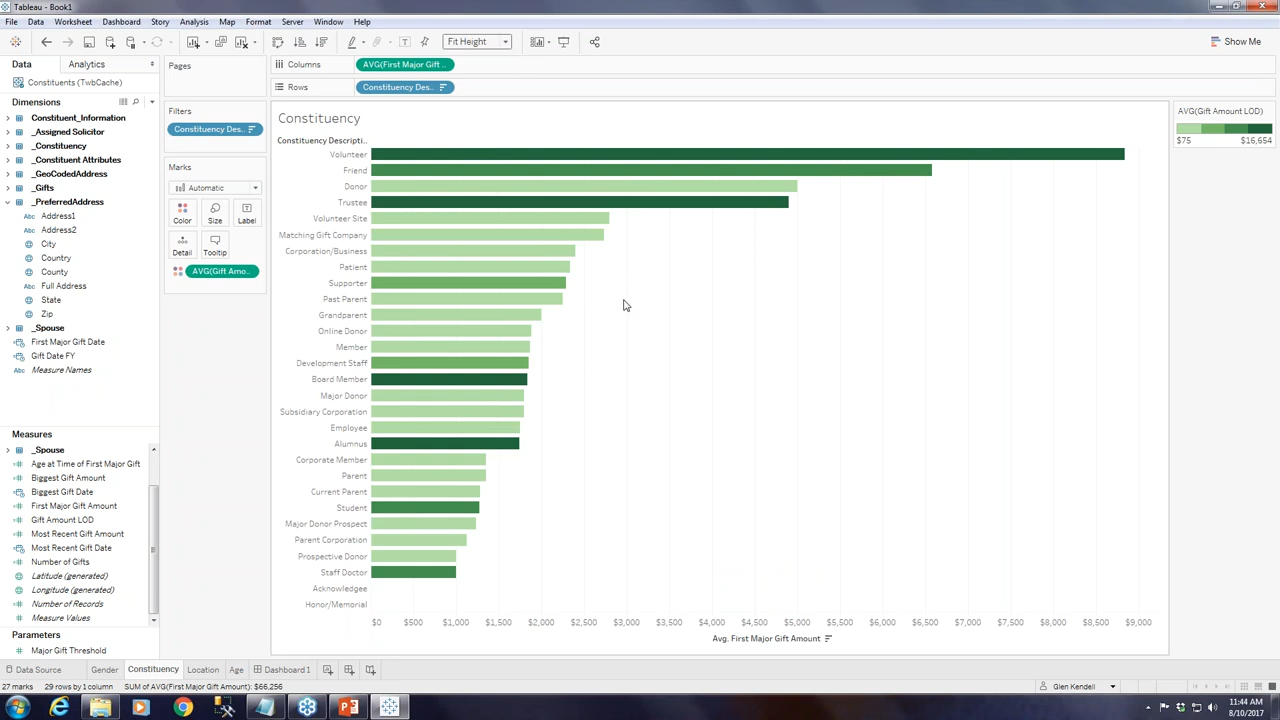 Tableau - Book1
File Data Worksheet Dashboard Story Analysis Map Format Server Window Help
Fit Height
Show Me
Data Analytics
Constituents (TwbCache)
Dimensions
Constituent_Information
_Assigned Solicitor
_Constituency
_Constituent Attributes
_GeoCodedAddress
_Gifts
_PreferredAddress
Abc Address1
Abc Address2
City
Country
County
Full Address
State
Zip
_Spouse
First Major Gift Date
Gift Date FY
Abc Measure Names
Measures
_Spouse
Age at Time of First Major Gift
Biggest Gift Amount
Biggest Gift Date
First Major Gift Amount
Gift Amount LOD
Most Recent Gift Amount
Most Recent Gift Date
Number of Gifts
Latitude (generated)
Longitude (generated)
Number of Records
Measure Values
Parameters
Major Gift Threshold
Pages
Filters
Constituency Des..
Marks
Automatic
Color Size Label
Detail Tooltip
AVG(Gift Amo..
Columns AVG(First Major Gift ..
Rows Constituency Des..
Constituency
Constituency Descripti..
Volunteer
Friend
Donor
Trustee
Volunteer Site
Matching Gift Company
Corporation/Business
Patient
Supporter
Past Parent
Grandparent
Online Donor
Member
Development Staff
Board Member
Major Donor
Subsidiary Corporation
Employee
Alumnus
Corporate Member
Parent
Current Parent
Student
Major Donor Prospect
Parent Corporation
Prospective Donor
Staff Doctor
Acknowledgee
Honor/Memorial
$0 $500 $1,000 $1,500 $2,000 $2,500 $3,000 $3,500 $4,000 $4,500 $5,000 $5,500 $6,000 $6,500 $7,000 $7,500 $8,000 $8,500 $9,000
Avg. First Major Gift Amount
AVG(Gift Amount LOD)
$75 $16,654
Data Source Gender Constituency Location Age Dashboard 1
27 marks 29 rows by 1 column SUM of AVG(First Major Gift Amount): $66,256
Glen Kendell
11:44 AM
8/10/2017